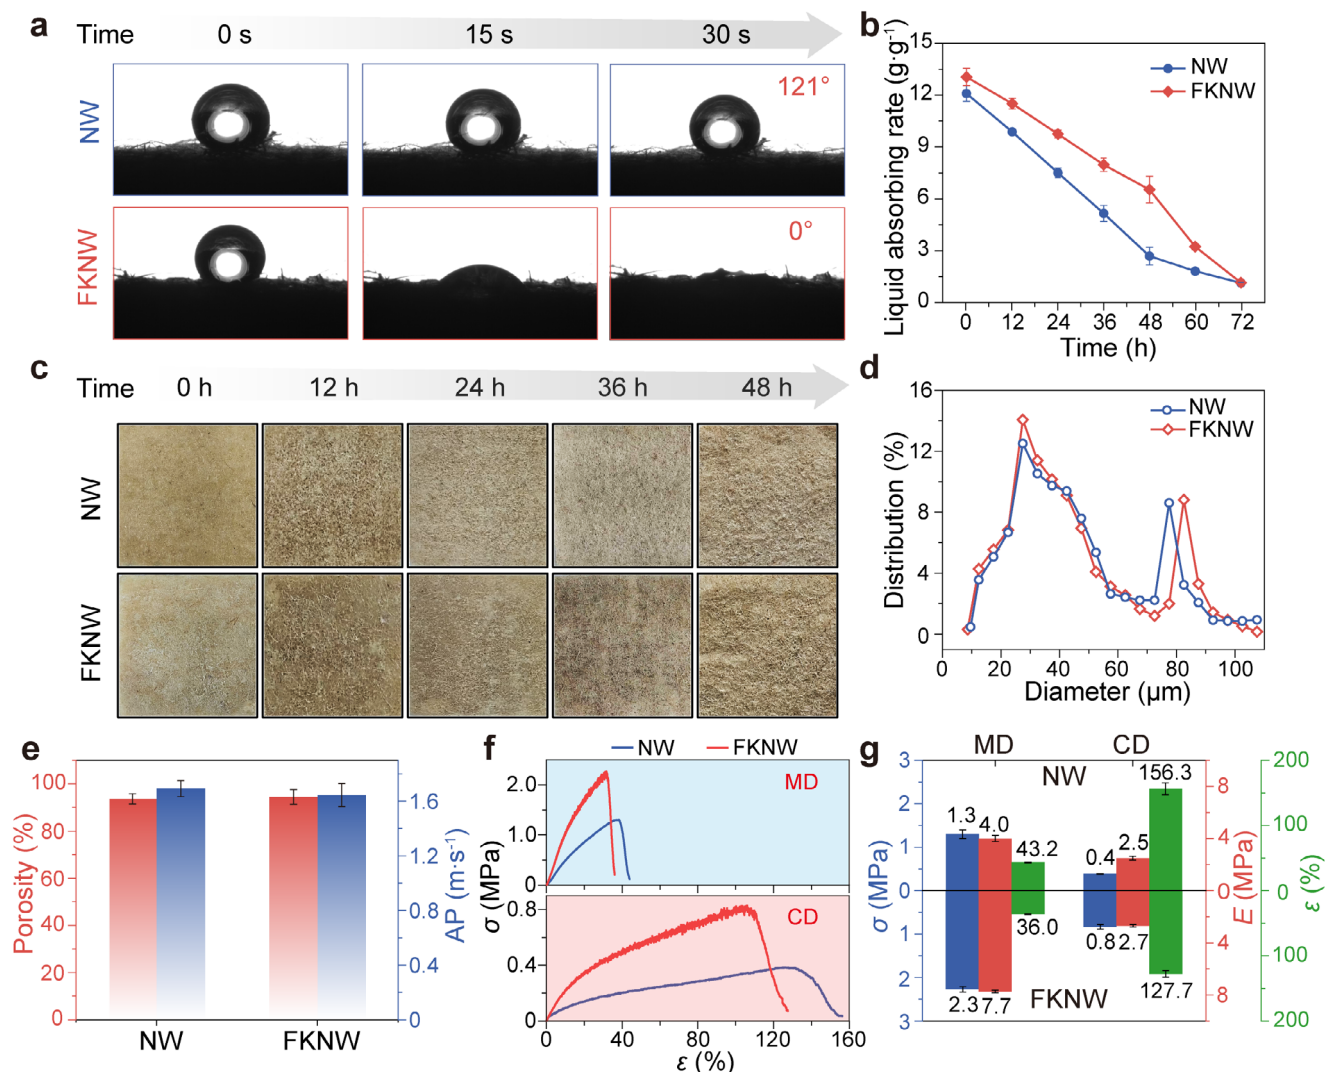 a
Time 0 s 15 s 30 s
NW
121°
FKNW
0°
b
Liquid absorbing rate (g·g⁻¹)
15
12
9
6
3
0
NW
FKNW
0 12 24 36 48 60 72
Time (h)
c
Time 0 h 12 h 24 h 36 h 48 h
NW
FKNW
d
Distribution (%)
16
12
8
4
0
NW
FKNW
0 20 40 60 80 100
Diameter (µm)
e
Porosity (%)
100
80
60
40
20
0
AP (m·s⁻¹)
1.6
1.2
0.8
0.4
0
NW FKNW
f
NW FKNW
σ (MPa)
2.0
1.0
0
MD
0.8
0.4
0
CD
0 40 80 120 160
ε (%)
g
MD CD
NW
σ (MPa)
3
2
1
0
1
2
3
1.3 4.0 43.2
0.4 2.5 156.3
2.3 7.7 36.0
0.8 2.7 127.7
FKNW
E (MPa)
8
4
0
4
8
ε (%)
200
100
0
100
200